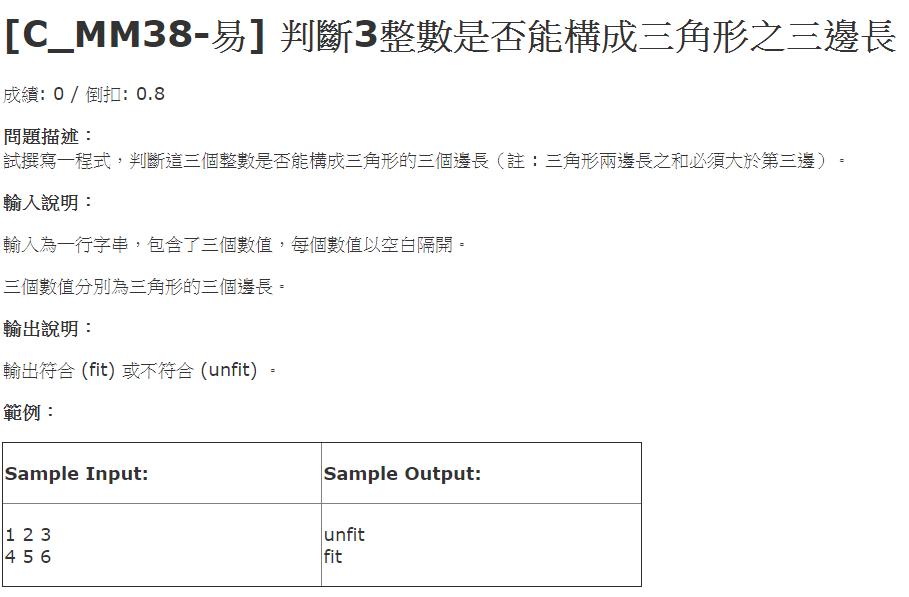 [C_MM38-易] 判斷3整數是否能構成三角形之三邊長
成績: 0 / 倒扣: 0.8
問題描述：
試撰寫一程式，判斷這三個整數是否能構成三角形的三個邊長（註：三角形兩邊長之和必須大於第三邊）。
輸入說明：
輸入為一行字串，包含了三個數值，每個數值以空白隔開。
三個數值分別為三角形的三個邊長。
輸出說明：
輸出符合 (fit) 或不符合 (unfit) 。
範例：
Sample Input: Sample Output:
1 2 3 unfit
4 5 6 fit